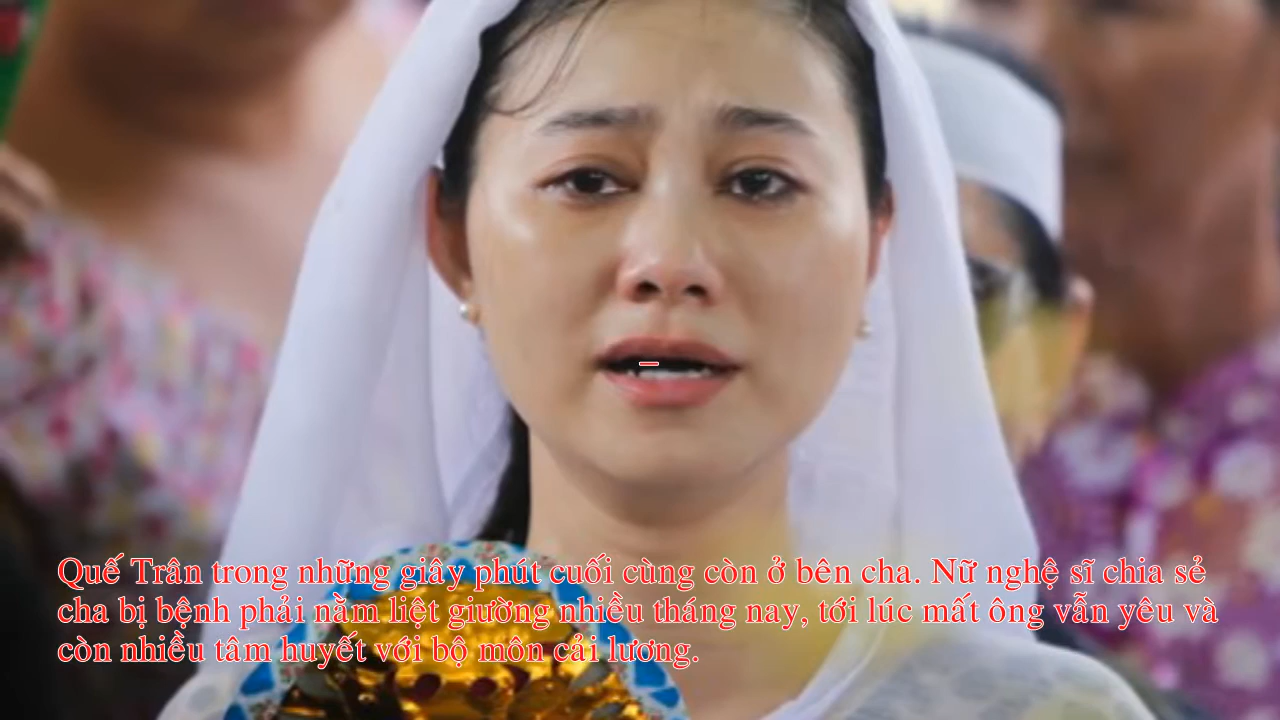 Quế Trân trong những giây phút cuối cùng còn ở bên cha. Nữ nghệ sĩ chia sẻ
cha bị bệnh phải nằm liệt giường nhiều tháng nay, tới lúc mất ông vẫn yêu và
còn nhiều tâm huyết với bộ môn cải lương.